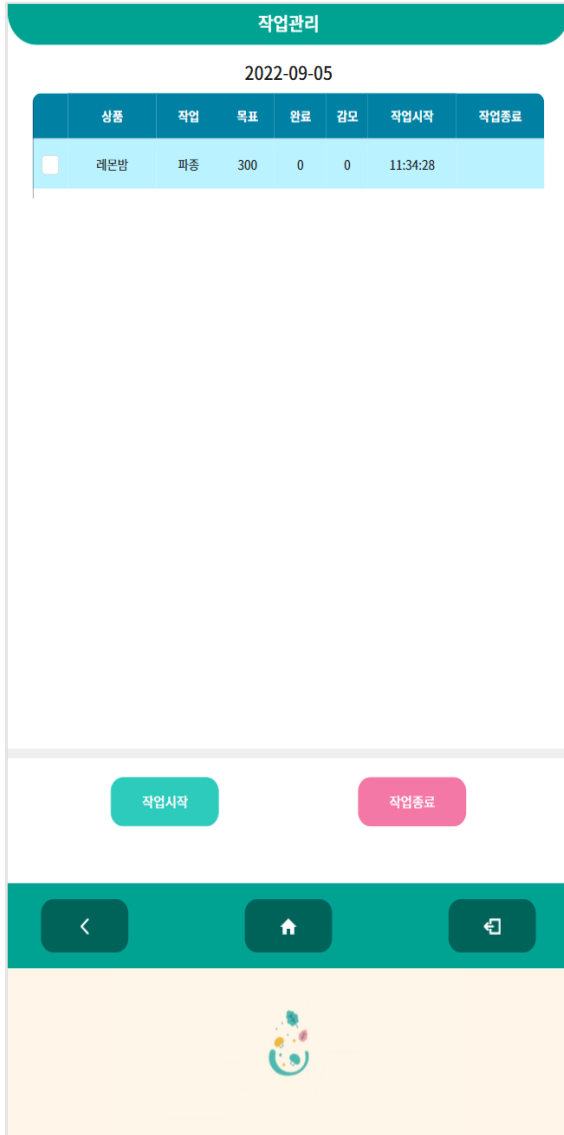 작업관리
2022-09-05
상품 작업 목표 완료 감모 작업시작 작업종료
레몬밤 파종 300 0 0 11:34:28
작업시작 작업종료